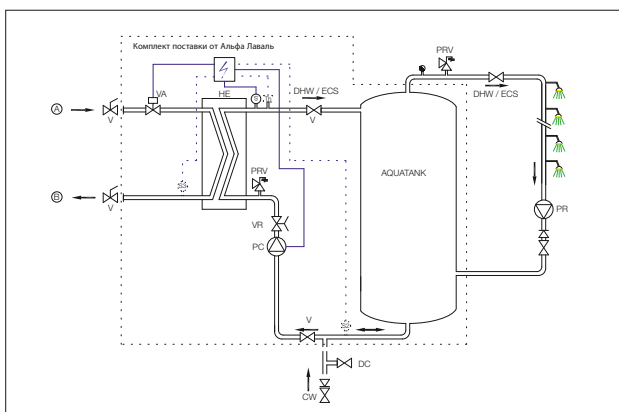 Комплект поставки от Альфа Лаваль
PRV
VA
HE
DHW / ECS
DHW / ECS
A
V
S
V
AQUATANK
B
V
PRV
VR
PC
PR
V
DC
CW